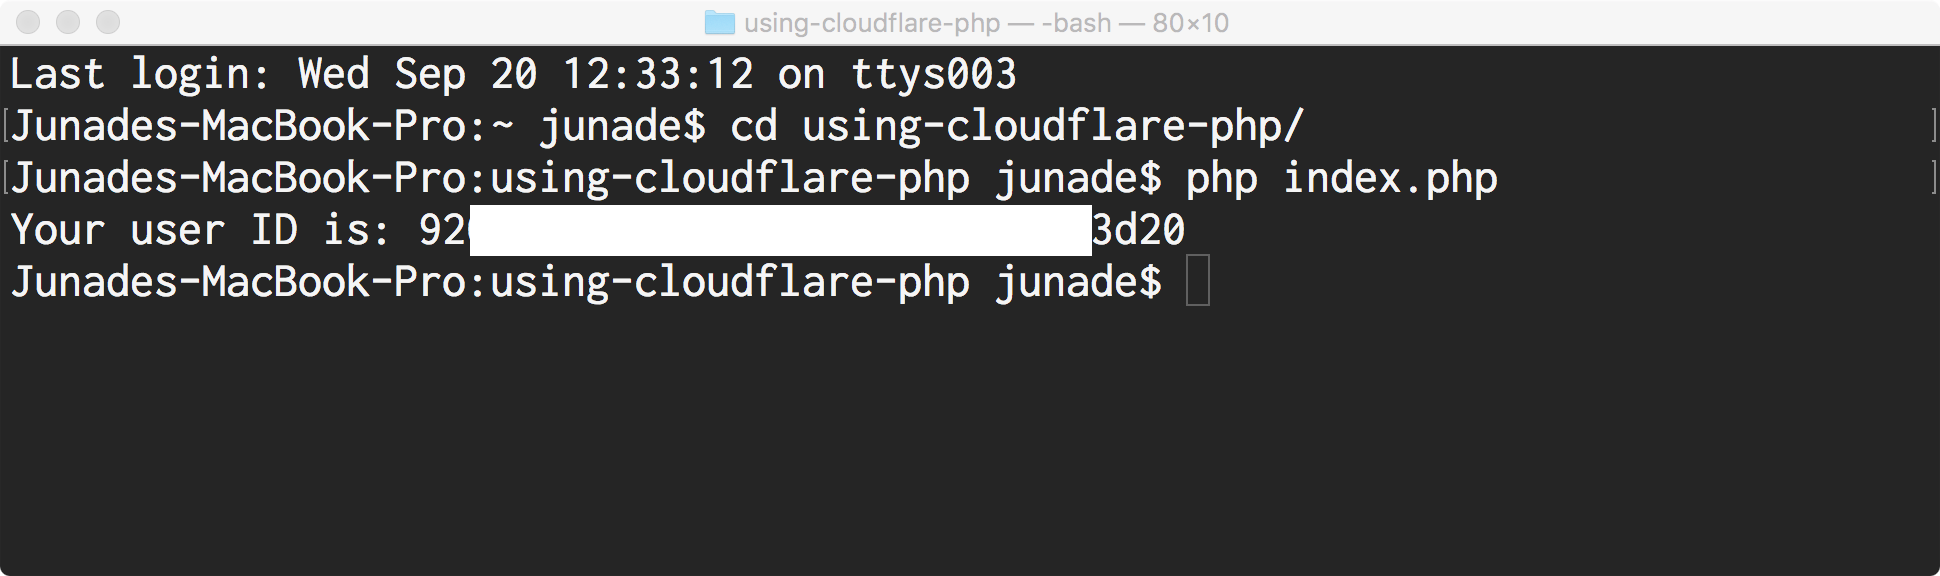 using-cloudflare-php — -bash — 80×10
Last login: Wed Sep 20 12:33:12 on ttys003
[Junades-MacBook-Pro:~ junade$ cd using-cloudflare-php/ ]
[Junades-MacBook-Pro:using-cloudflare-php junade$ php index.php ]
Your user ID is: 92 3d20
Junades-MacBook-Pro:using-cloudflare-php junade$